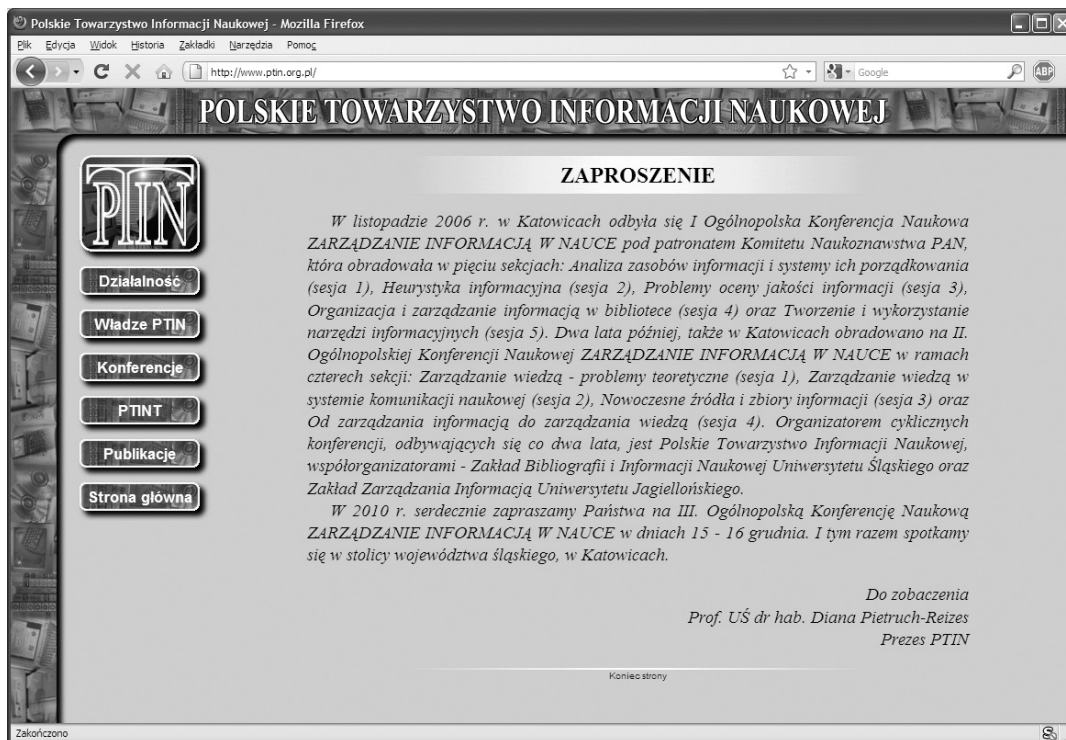 Polskie Towarzystwo Informacji Naukowej - Mozilla Firefox
Plik Edycja Widok Historia Zakładki Narzędzia Pomoc
http://www.ptin.org.pl/ Google ABP
POLSKIE TOWARZYSTWO INFORMACJI NAUKOWEJ
PTIN
Działalność
Władze PTIN
Konferencje
PTINT
Publikacje
Strona główna
ZAPROSZENIE
W listopadzie 2006 r. w Katowicach odbyła się I Ogólnopolska Konferencja Naukowa
ZARZĄDZANIE INFORMACJĄ W NAUCE pod patronatem Komitetu Naukoznawstwa PAN,
która obradowała w pięciu sekcjach: Analiza zasobów informacji i systemy ich porządkowania
(sesja 1), Heurystyka informacyjna (sesja 2), Problemy oceny jakości informacji (sesja 3),
Organizacja i zarządzanie informacją w bibliotece (sesja 4) oraz Tworzenie i wykorzystanie
narzędzi informacyjnych (sesja 5). Dwa lata później, także w Katowicach obradowano na II.
Ogólnopolskiej Konferencji Naukowej ZARZĄDZANIE INFORMACJĄ W NAUCE w ramach
czterech sekcji: Zarządzanie wiedzą - problemy teoretyczne (sesja 1), Zarządzanie wiedzą w
systemie komunikacji naukowej (sesja 2), Nowoczesne źródła i zbiory informacji (sesja 3) oraz
Od zarządzania informacją do zarządzania wiedzą (sesja 4). Organizatorem cyklicznych
konferencji, odbywających się co dwa lata, jest Polskie Towarzystwo Informacji Naukowej,
współorganizatorami - Zakład Bibliografii i Informacji Naukowej Uniwersytetu Śląskiego oraz
Zakład Zarządzania Informacją Uniwersytetu Jagiellońskiego.
W 2010 r. serdecznie zapraszamy Państwa na III. Ogólnopolską Konferencję Naukową
ZARZĄDZANIE INFORMACJĄ W NAUCE w dniach 15 - 16 grudnia. I tym razem spotkamy
się w stolicy województwa śląskiego, w Katowicach.
Do zobaczenia
Prof. UŚ dr hab. Diana Pietruch-Reizes
Prezes PTIN
Koniec strony
Zakończono